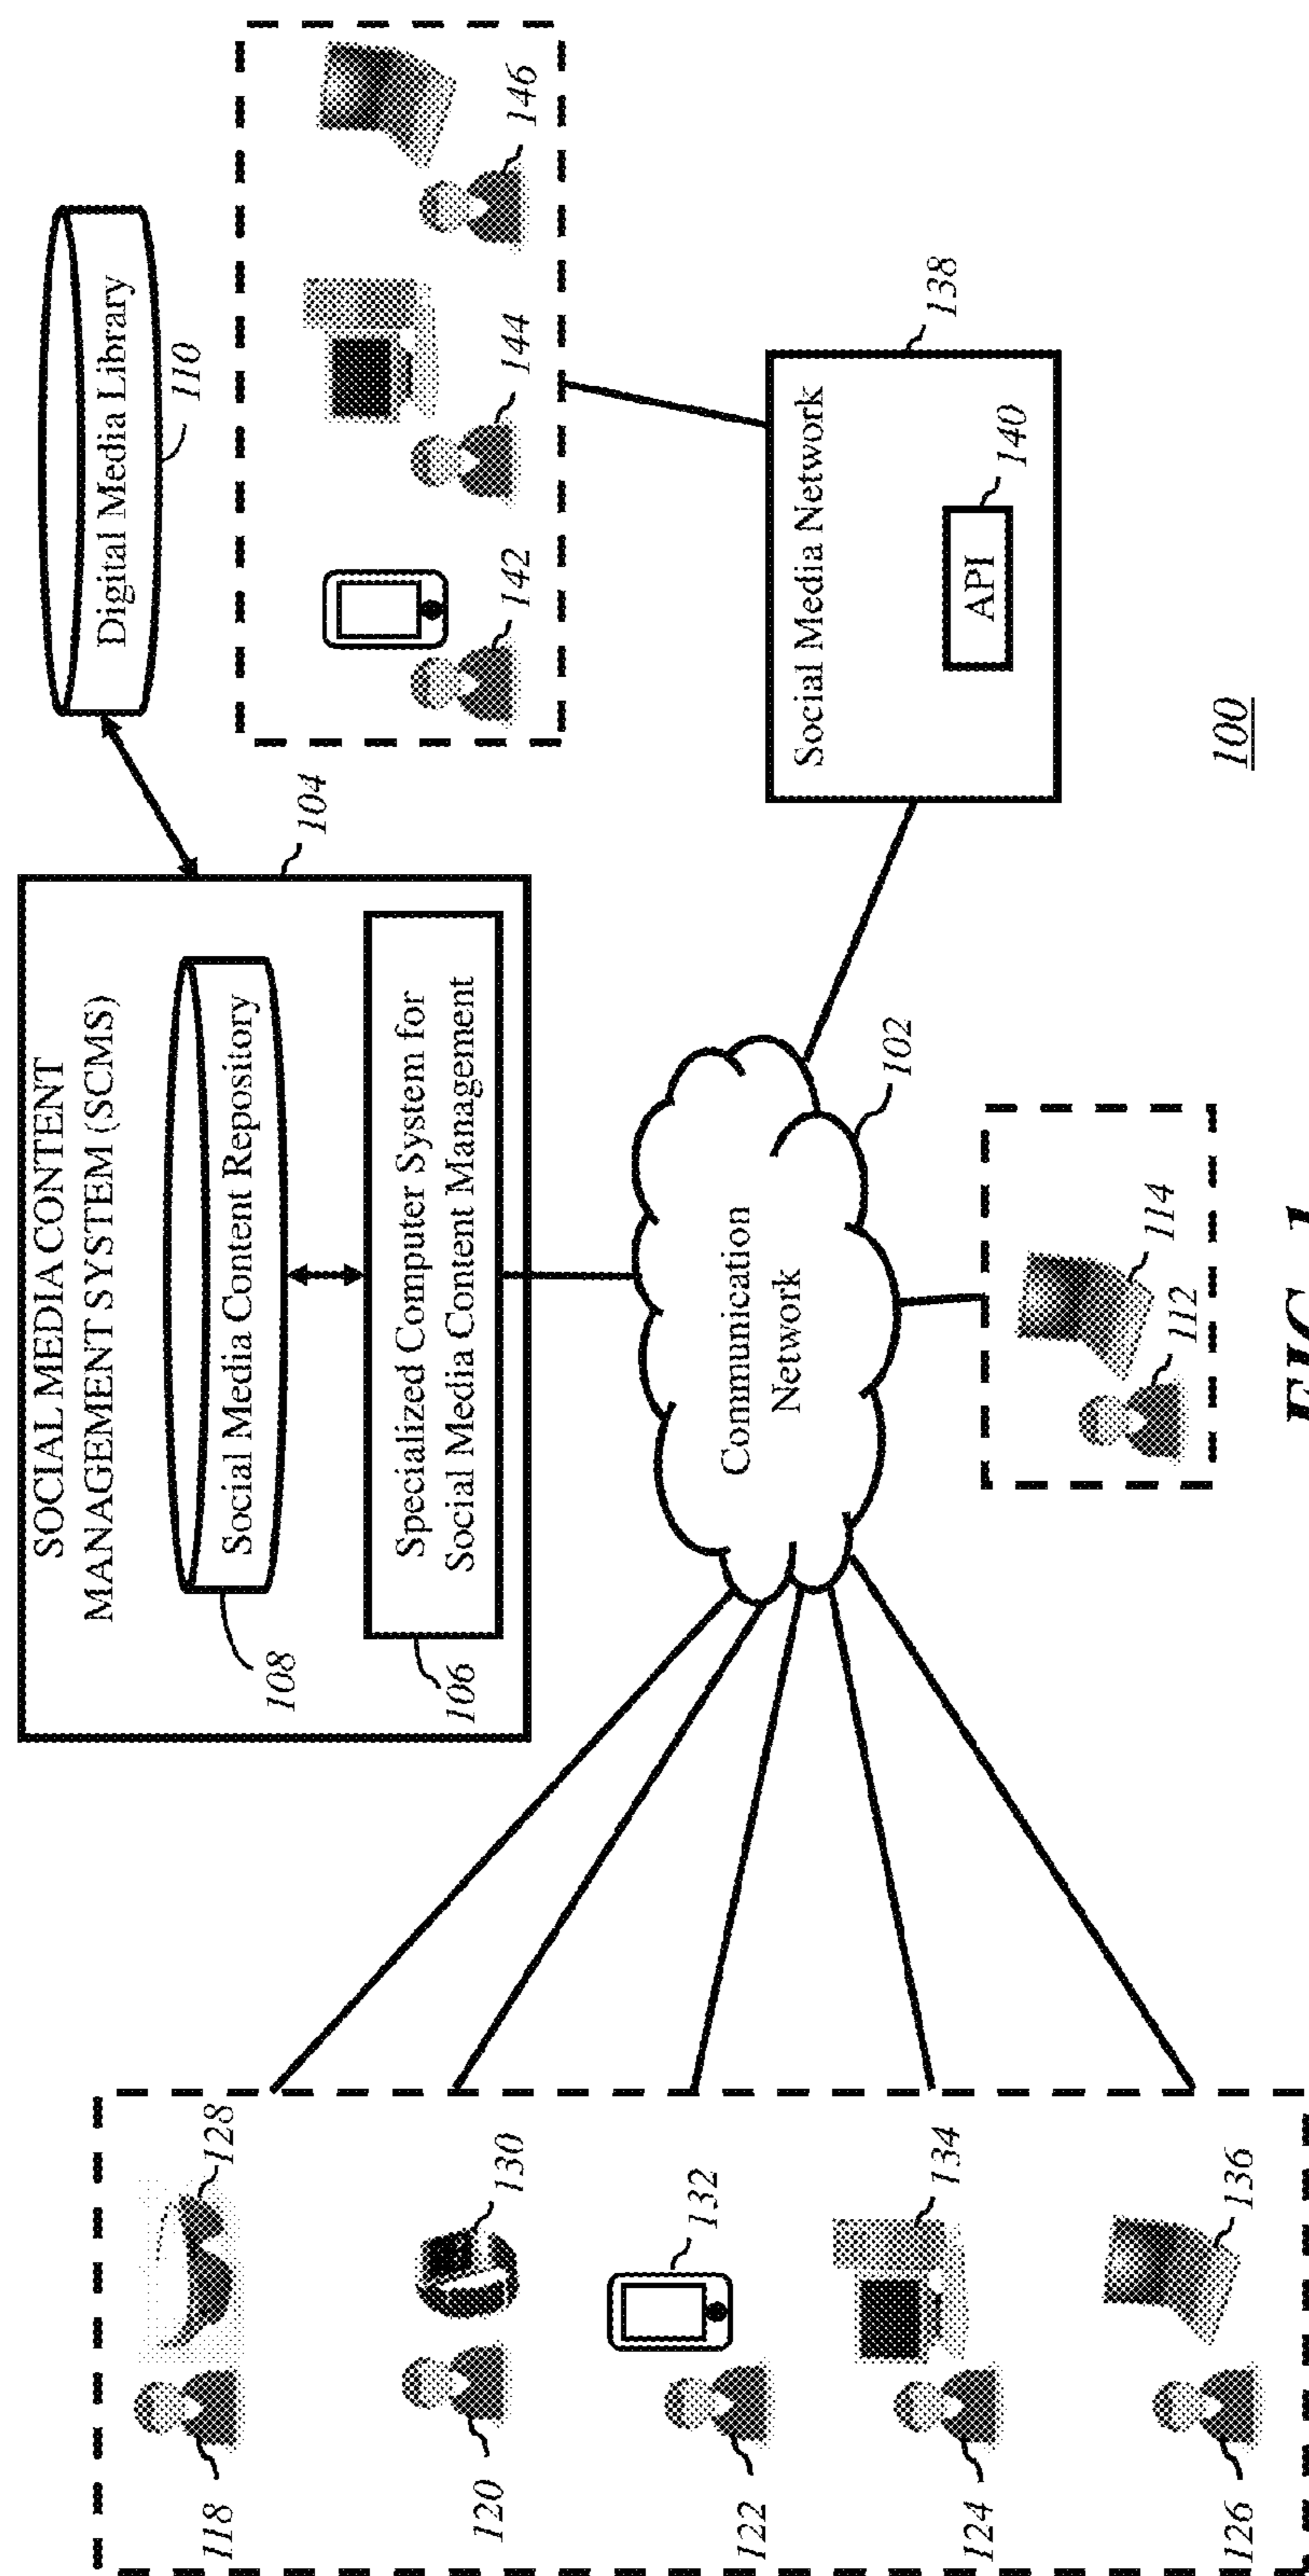 SOCIAL MEDIA CONTENT
MANAGEMENT SYSTEM (SCMS)
Social Media Content Repository
108
Specialized Computer System for
Social Media Content Management
106
104
Digital Media Library
110
118
128
120
130
122
132
124
134
126
136
142
144
146
Communication
Network
102
Social Media Network
138
API
140
112
114
100
FIG. 1